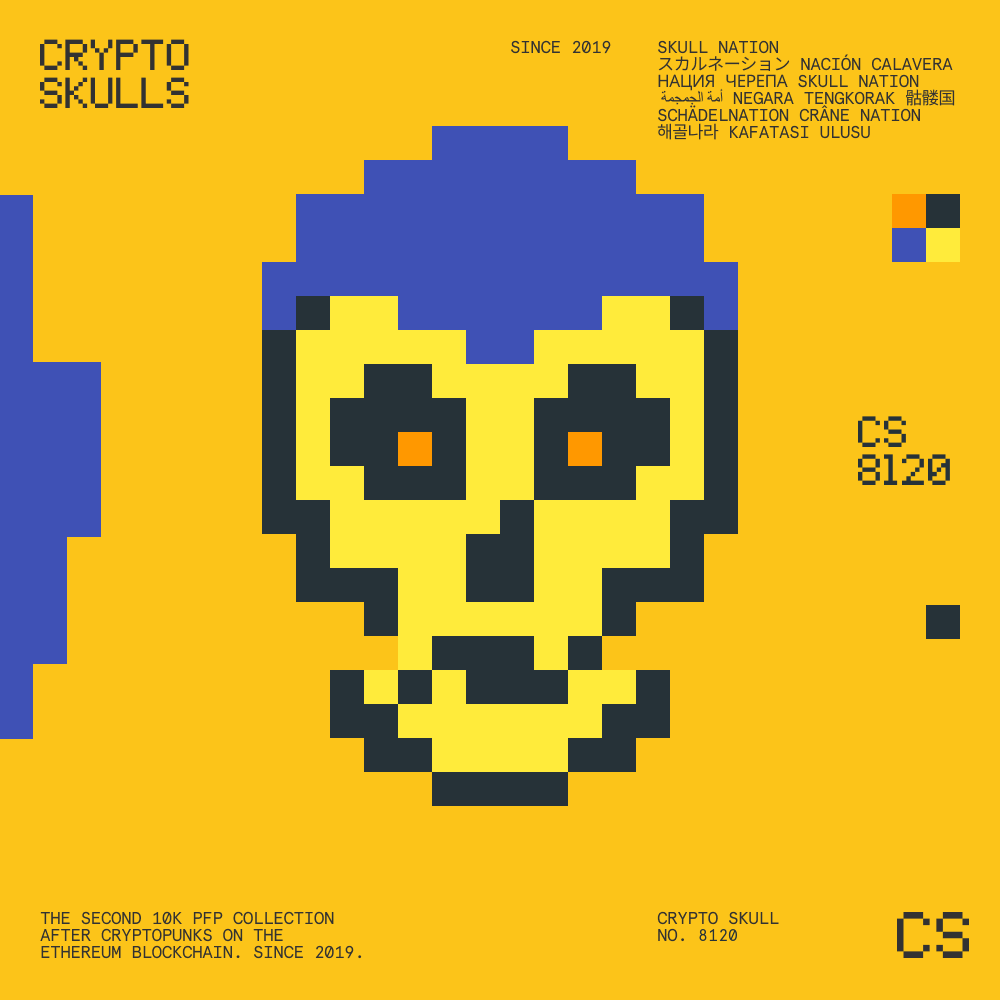 CRYPTO
SKULLS
SINCE 2019
SKULL NATION
スカルネーション NACIÓN CALAVERA
НАЦИЯ ЧЕРЕПА SKULL NATION
أمة الجمجمة NEGARA TENGKORAK 骷髅国
SCHÄDELNATION CRÂNE NATION
해골나라 KAFATASI ULUSU
CS
8120
THE SECOND 10K PFP COLLECTION
AFTER CRYPTOPUNKS ON THE
ETHEREUM BLOCKCHAIN. SINCE 2019.
CRYPTO SKULL
NO. 8120
CS